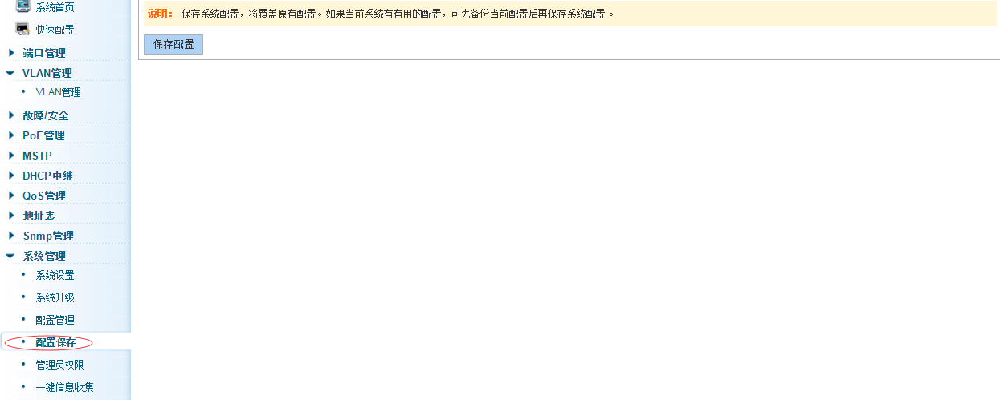 系统首页
快速配置
端口管理
VLAN管理
VLAN管理
故障/安全
PoE管理
MSTP
DHCP中继
QoS管理
地址表
Snmp管理
系统管理
系统设置
系统升级
配置管理
配置保存
管理员权限
一键信息收集
说明： 保存系统配置，将覆盖原有配置。如果当前系统有有用的配置，可先备份当前配置后再保存系统配置 。
保存配置